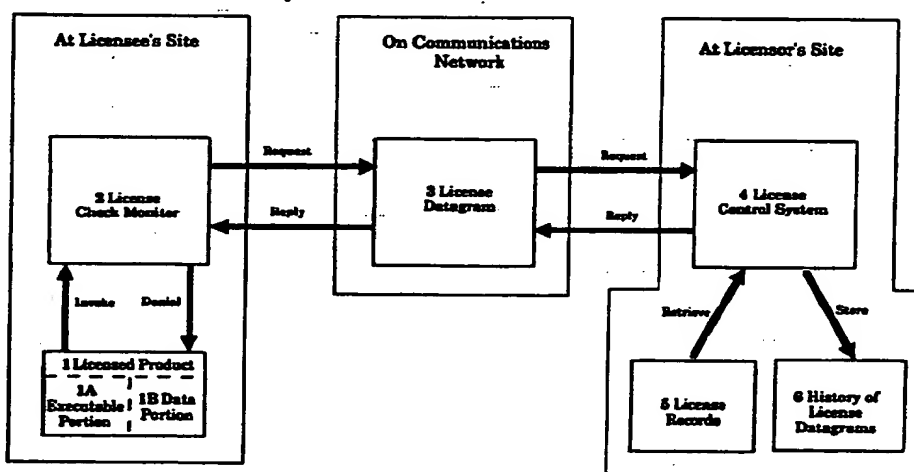 At Licensee's Site
On Communications
Network
At Licensor's Site
Request
Request
2 License
Check Monitor
3 License
Datagram
4 License
Control System
Reply
Reply
Invoke
Denial
Retrieve
Store
1 Licensed Product
1A
Executable
Portion
1B Data
Portion
5 License
Records
6 History of
License
Datagrams